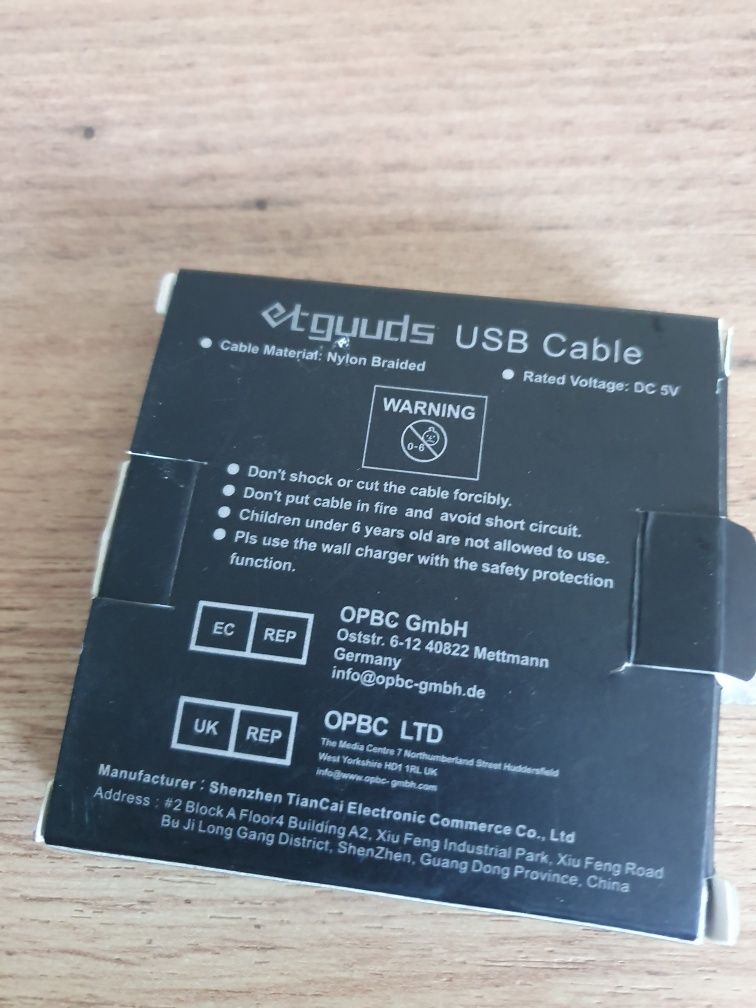 etguuds USB Cable
● Cable Material: Nylon Braided
● Rated Voltage: DC 5V
WARNING
0-6
● Don't shock or cut the cable forcibly.
● Don't put cable in fire and avoid short circuit.
● Children under 6 years old are not allowed to use.
● Pls use the wall charger with the safety protection
function.
EC REP
OPBC GmbH
Oststr. 6-12 40822 Mettmann
Germany
info@opbc-gmbh.de
UK REP
OPBC LTD
The Media Centre 7 Northumberland Street Huddersfield
West Yorkshire HD1 1RL UK
info@www.opbc-gmbh.com
Manufacturer : Shenzhen TianCai Electronic Commerce Co., Ltd
Address : #2 Block A Floor4 Building A2, Xiu Feng Industrial Park, Xiu Feng Road
Bu Ji Long Gang District, ShenZhen, Guang Dong Province, China